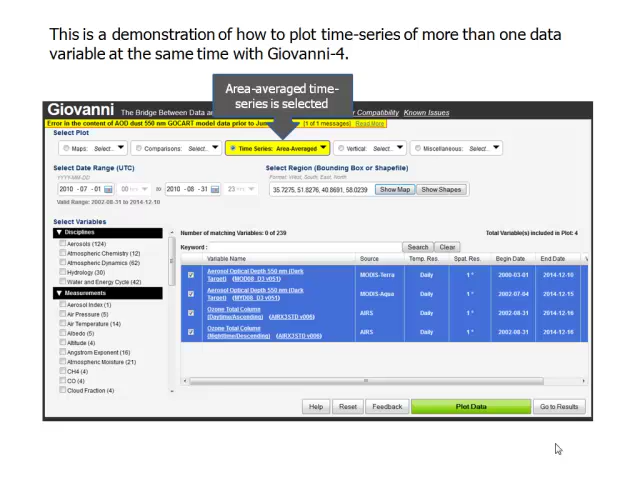 This is a demonstration of how to plot time-series of more than one data
variable at the same time with Giovanni-4.
Area-averaged time-
series is selected
Giovanni The Bridge Between Data a Compatibility Known Issues
Error in the content of AOD dust 550 nm GOCART model data prior to Jun [1 of 1 messages] Read More
Select Plot
Maps: Select.. Comparisons: Select.. Time Series: Area-Averaged Vertical: Select.. Miscellaneous: Select..
Select Date Range (UTC) Select Region (Bounding Box or Shapefile)
YYYY-MM-DD Format: West, South, East, North
2010 - 07 - 01 00 to 2010 - 08 - 31 23 35.7275, 51.8276, 40.8691, 58.0239 Show Map Show Shapes
Valid Range: 2002-08-31 to 2014-12-18
Select Variables
Disciplines Number of matching Variables: 0 of 239 Total Variable(s) included in Plot: 4
Aerosols (124) Keyword : Search Clear
Atmospheric Chemistry (12) Variable Name Source Temp. Res. Spat. Res. Begin Date End Date
Atmospheric Dynamics (62)
Hydrology (30)
Water and Energy Cycle (42)
Measurements
Aerosol Index (1)
Air Pressure (5)
Air Temperature (14)
Albedo (5)
Altitude (4)
Angstrom Exponent (16)
Atmospheric Moisture (21)
CH4 (4)
CO (4)
Cloud Fraction (4)
Aerosol Optical Depth 550 nm (Dark
Target) (MOD08_D3 v051) MODIS-Terra Daily 1 ° 2000-03-01 2014-12-16
Aerosol Optical Depth 550 nm (Dark
Target) (MYD08_D3 v051) MODIS-Aqua Daily 1 ° 2002-07-04 2014-12-15
Ozone Total Column
(Daytime/Ascending) (AIRX3STD v006) AIRS Daily 1 ° 2002-08-31 2014-12-16
Ozone Total Column
(Nighttime/Descending) (AIRX3STD v006) AIRS Daily 1 ° 2002-08-31 2014-12-16
Help Reset Feedback Plot Data Go to Results